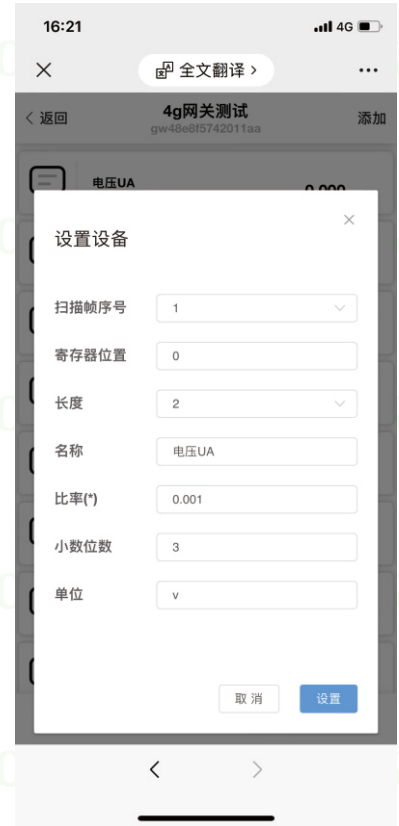 16:21
4G
全文翻译
返回
4g网关测试
添加
gw48e8f5742011aa
电压UA
0.000
设置设备
扫描帧序号 1
寄存器位置 0
长度 2
名称 电压UA
比率(*) 0.001
小数位数 3
单位 v
取消 设置